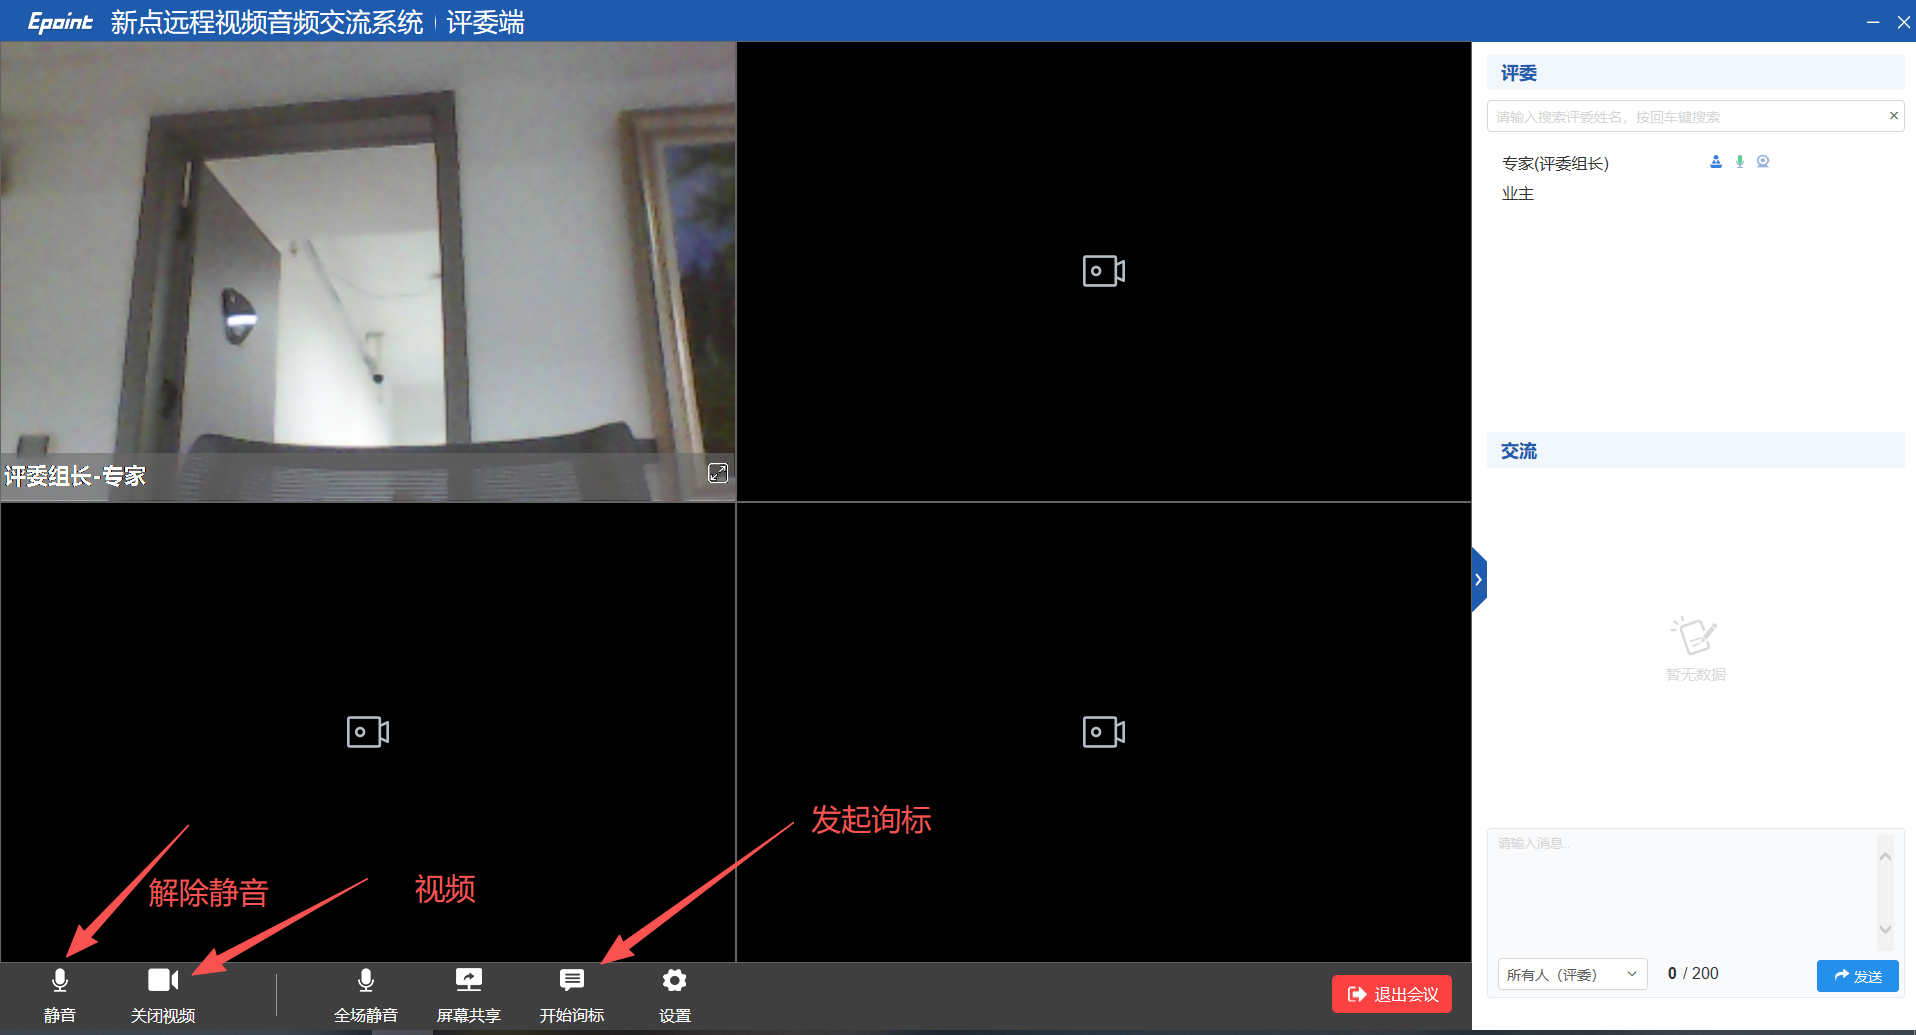 Epoint 新点远程视频音频交流系统 评委端
评委
请输入搜索评委姓名，按回车键搜索
专家(评委组长)
业主
评委组长-专家
交流
暂无数据
发起询标
解除静音
视频
请输入消息..
所有人（评委） 0 / 200 发送
静音 关闭视频 全场静音 屏幕共享 开始询标 设置 退出会议